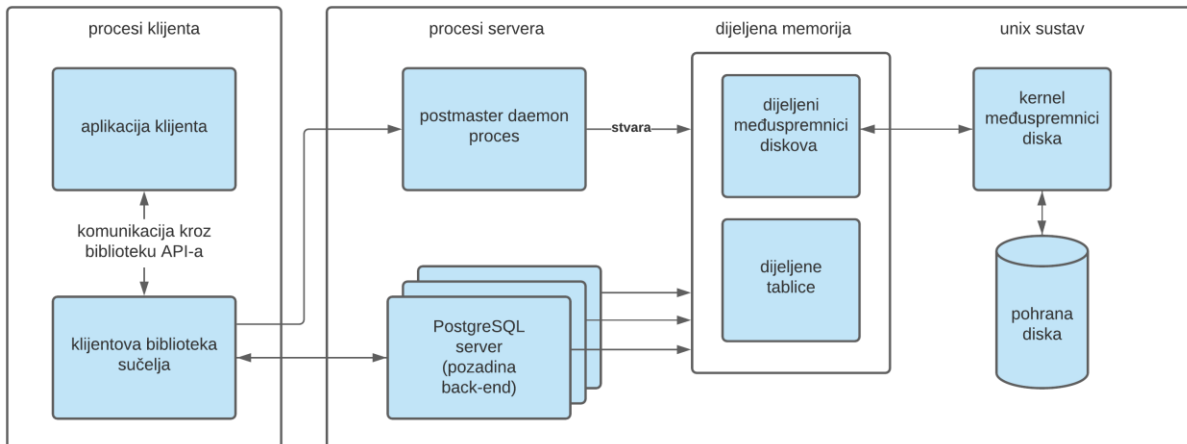 procesi klijenta
aplikacija klijenta
komunikacija kroz
biblioteku API-a
klijentova biblioteka
sučelja
procesi servera
postmaster daemon
proces
stvara
PostgreSQL
server
(pozadina
back-end)
dijeljena memorija
dijeljeni
međuspremnici
diskova
dijeljene
tablice
unix sustav
kernel
međuspremnici
diska
pohrana
diska